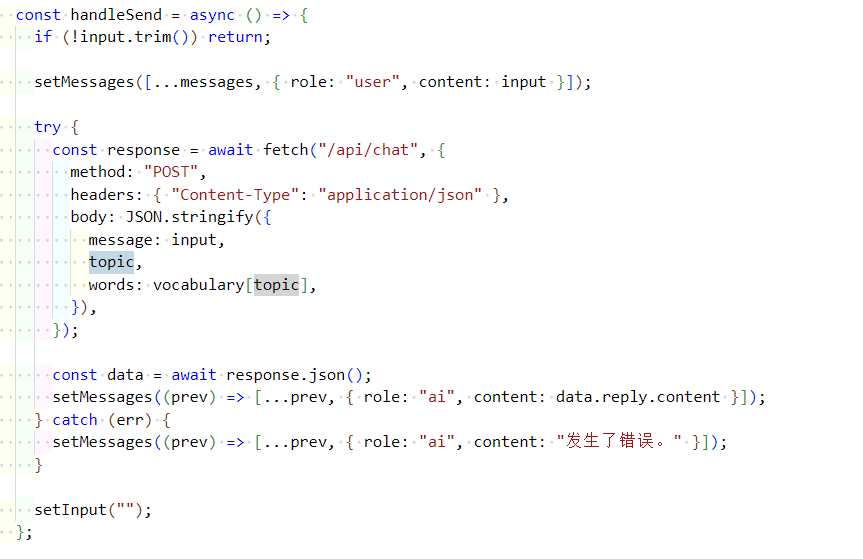 const handleSend = async () => {
if (!input.trim()) return;
setMessages([...messages, { role: "user", content: input }]);
try {
const response = await fetch("/api/chat", {
method: "POST",
headers: { "Content-Type": "application/json" },
body: JSON.stringify({
message: input,
topic,
words: vocabulary[topic],
}),
});
const data = await response.json();
setMessages((prev) => [...prev, { role: "ai", content: data.reply.content }]);
} catch (err) {
setMessages((prev) => [...prev, { role: "ai", content: "发生了错误。" }]);
}
setInput("");
};